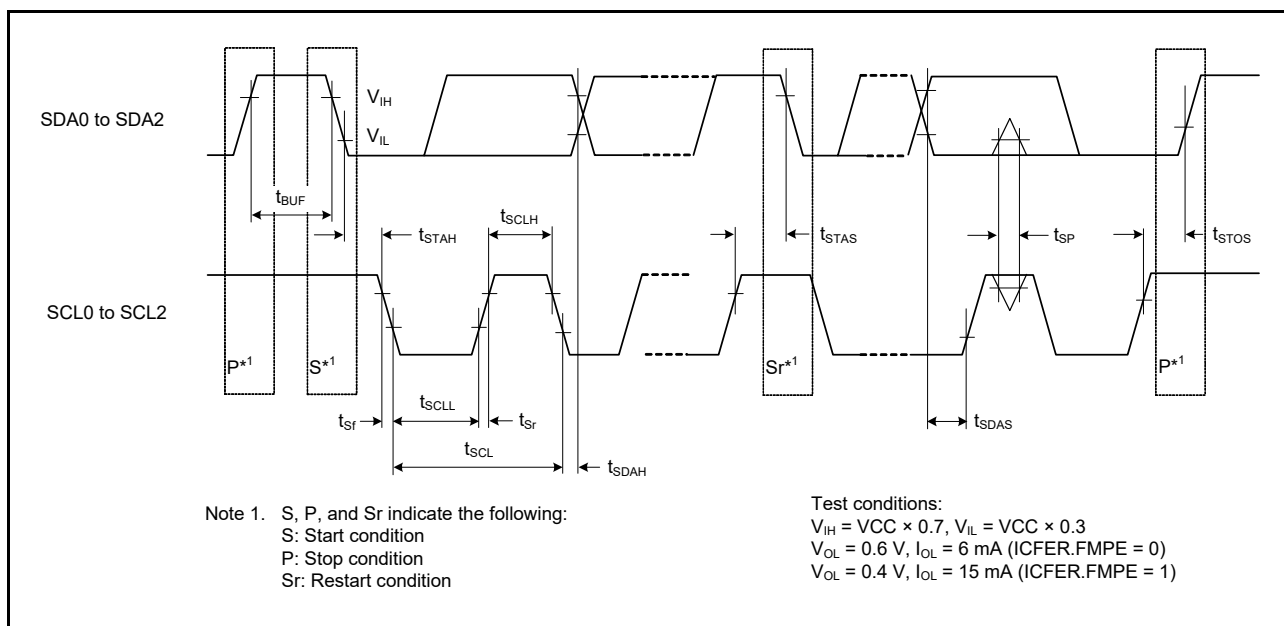 SDA0 to SDA2
V_IH
V_IL
t_BUF
t_STAH
t_SCLH
t_STAS
t_SP
t_STOS
SCL0 to SCL2
P*1
S*1
Sr*1
P*1
t_Sf
t_SCLL
t_Sr
t_SCL
t_SDAH
t_SDAS
Note 1. S, P, and Sr indicate the following:
S: Start condition
P: Stop condition
Sr: Restart condition
Test conditions:
V_IH = VCC × 0.7, V_IL = VCC × 0.3
V_OL = 0.6 V, I_OL = 6 mA (ICFER.FMPE = 0)
V_OL = 0.4 V, I_OL = 15 mA (ICFER.FMPE = 1)